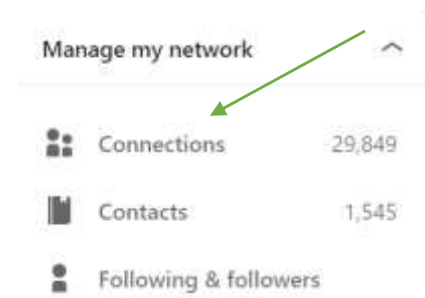 Manage my network
Connections 29,849
Contacts 1,545
Following & followers